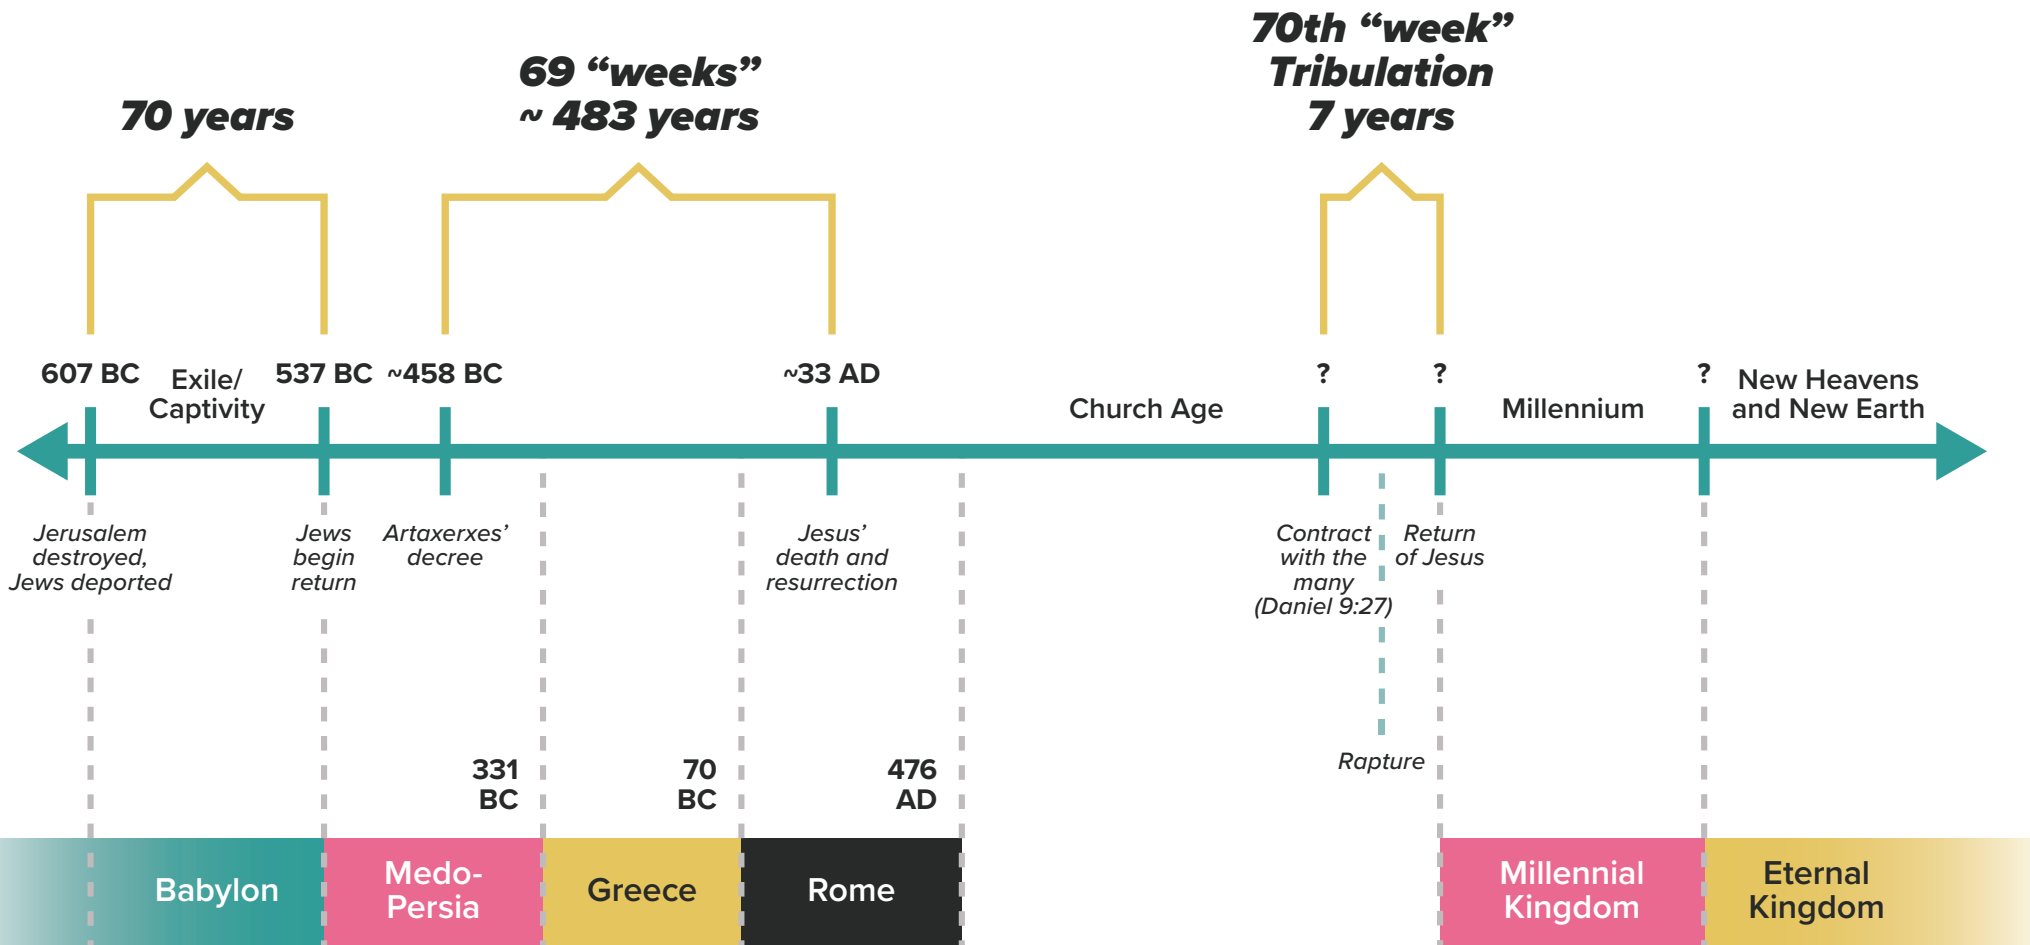 70 years
69 “weeks”
~ 483 years
70th “week”
Tribulation
7 years
607 BC
Exile/
Captivity
537 BC
~458 BC
~33 AD
Church Age
?
?
Millennium
?
New Heavens
and New Earth
Jerusalem
destroyed,
Jews deported
Jews
begin
return
Artaxerxes’
decree
Jesus’
death and
resurrection
Contract
with the
many
(Daniel 9:27)
Return
of Jesus
Rapture
331
BC
70
BC
476
AD
Babylon
Medo-
Persia
Greece
Rome
Millennial
Kingdom
Eternal
Kingdom